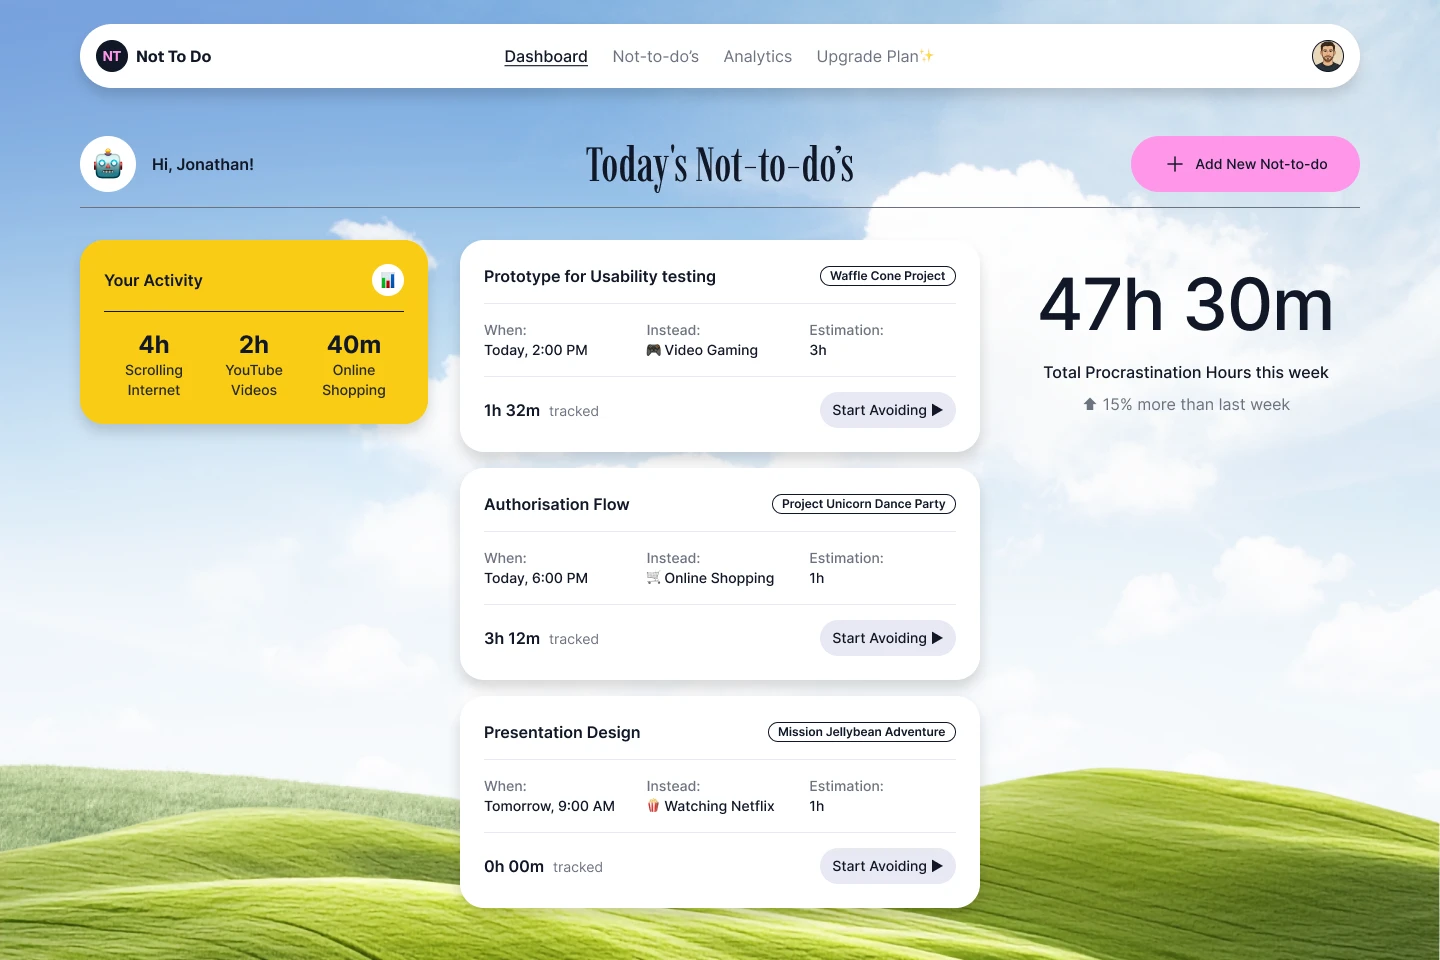 NT Not To Do
Dashboard Not-to-do’s Analytics Upgrade Plan✨
Hi, Jonathan!
Today's Not-to-do’s
+ Add New Not-to-do
Your Activity
4h 2h 40m
Scrolling YouTube Online
Internet Videos Shopping
Prototype for Usability testing Waffle Cone Project
When: Instead: Estimation:
Today, 2:00 PM 🎮 Video Gaming 3h
1h 32m tracked Start Avoiding ▶
Authorisation Flow Project Unicorn Dance Party
When: Instead: Estimation:
Today, 6:00 PM 🛒 Online Shopping 1h
3h 12m tracked Start Avoiding ▶
Presentation Design Mission Jellybean Adventure
When: Instead: Estimation:
Tomorrow, 9:00 AM 🍿 Watching Netflix 1h
0h 00m tracked Start Avoiding ▶
47h 30m
Total Procrastination Hours this week
15% more than last week